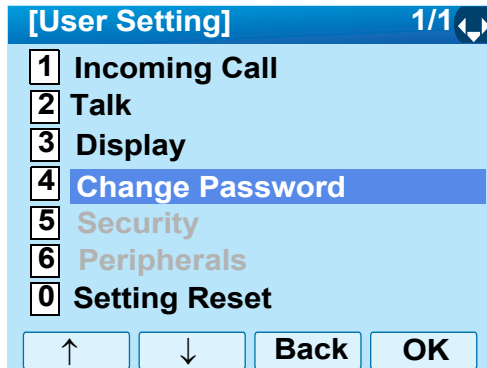 [User Setting] 1/1
1 Incoming Call
2 Talk
3 Display
4 Change Password
5 Security
6 Peripherals
0 Setting Reset
↑ ↓ Back OK